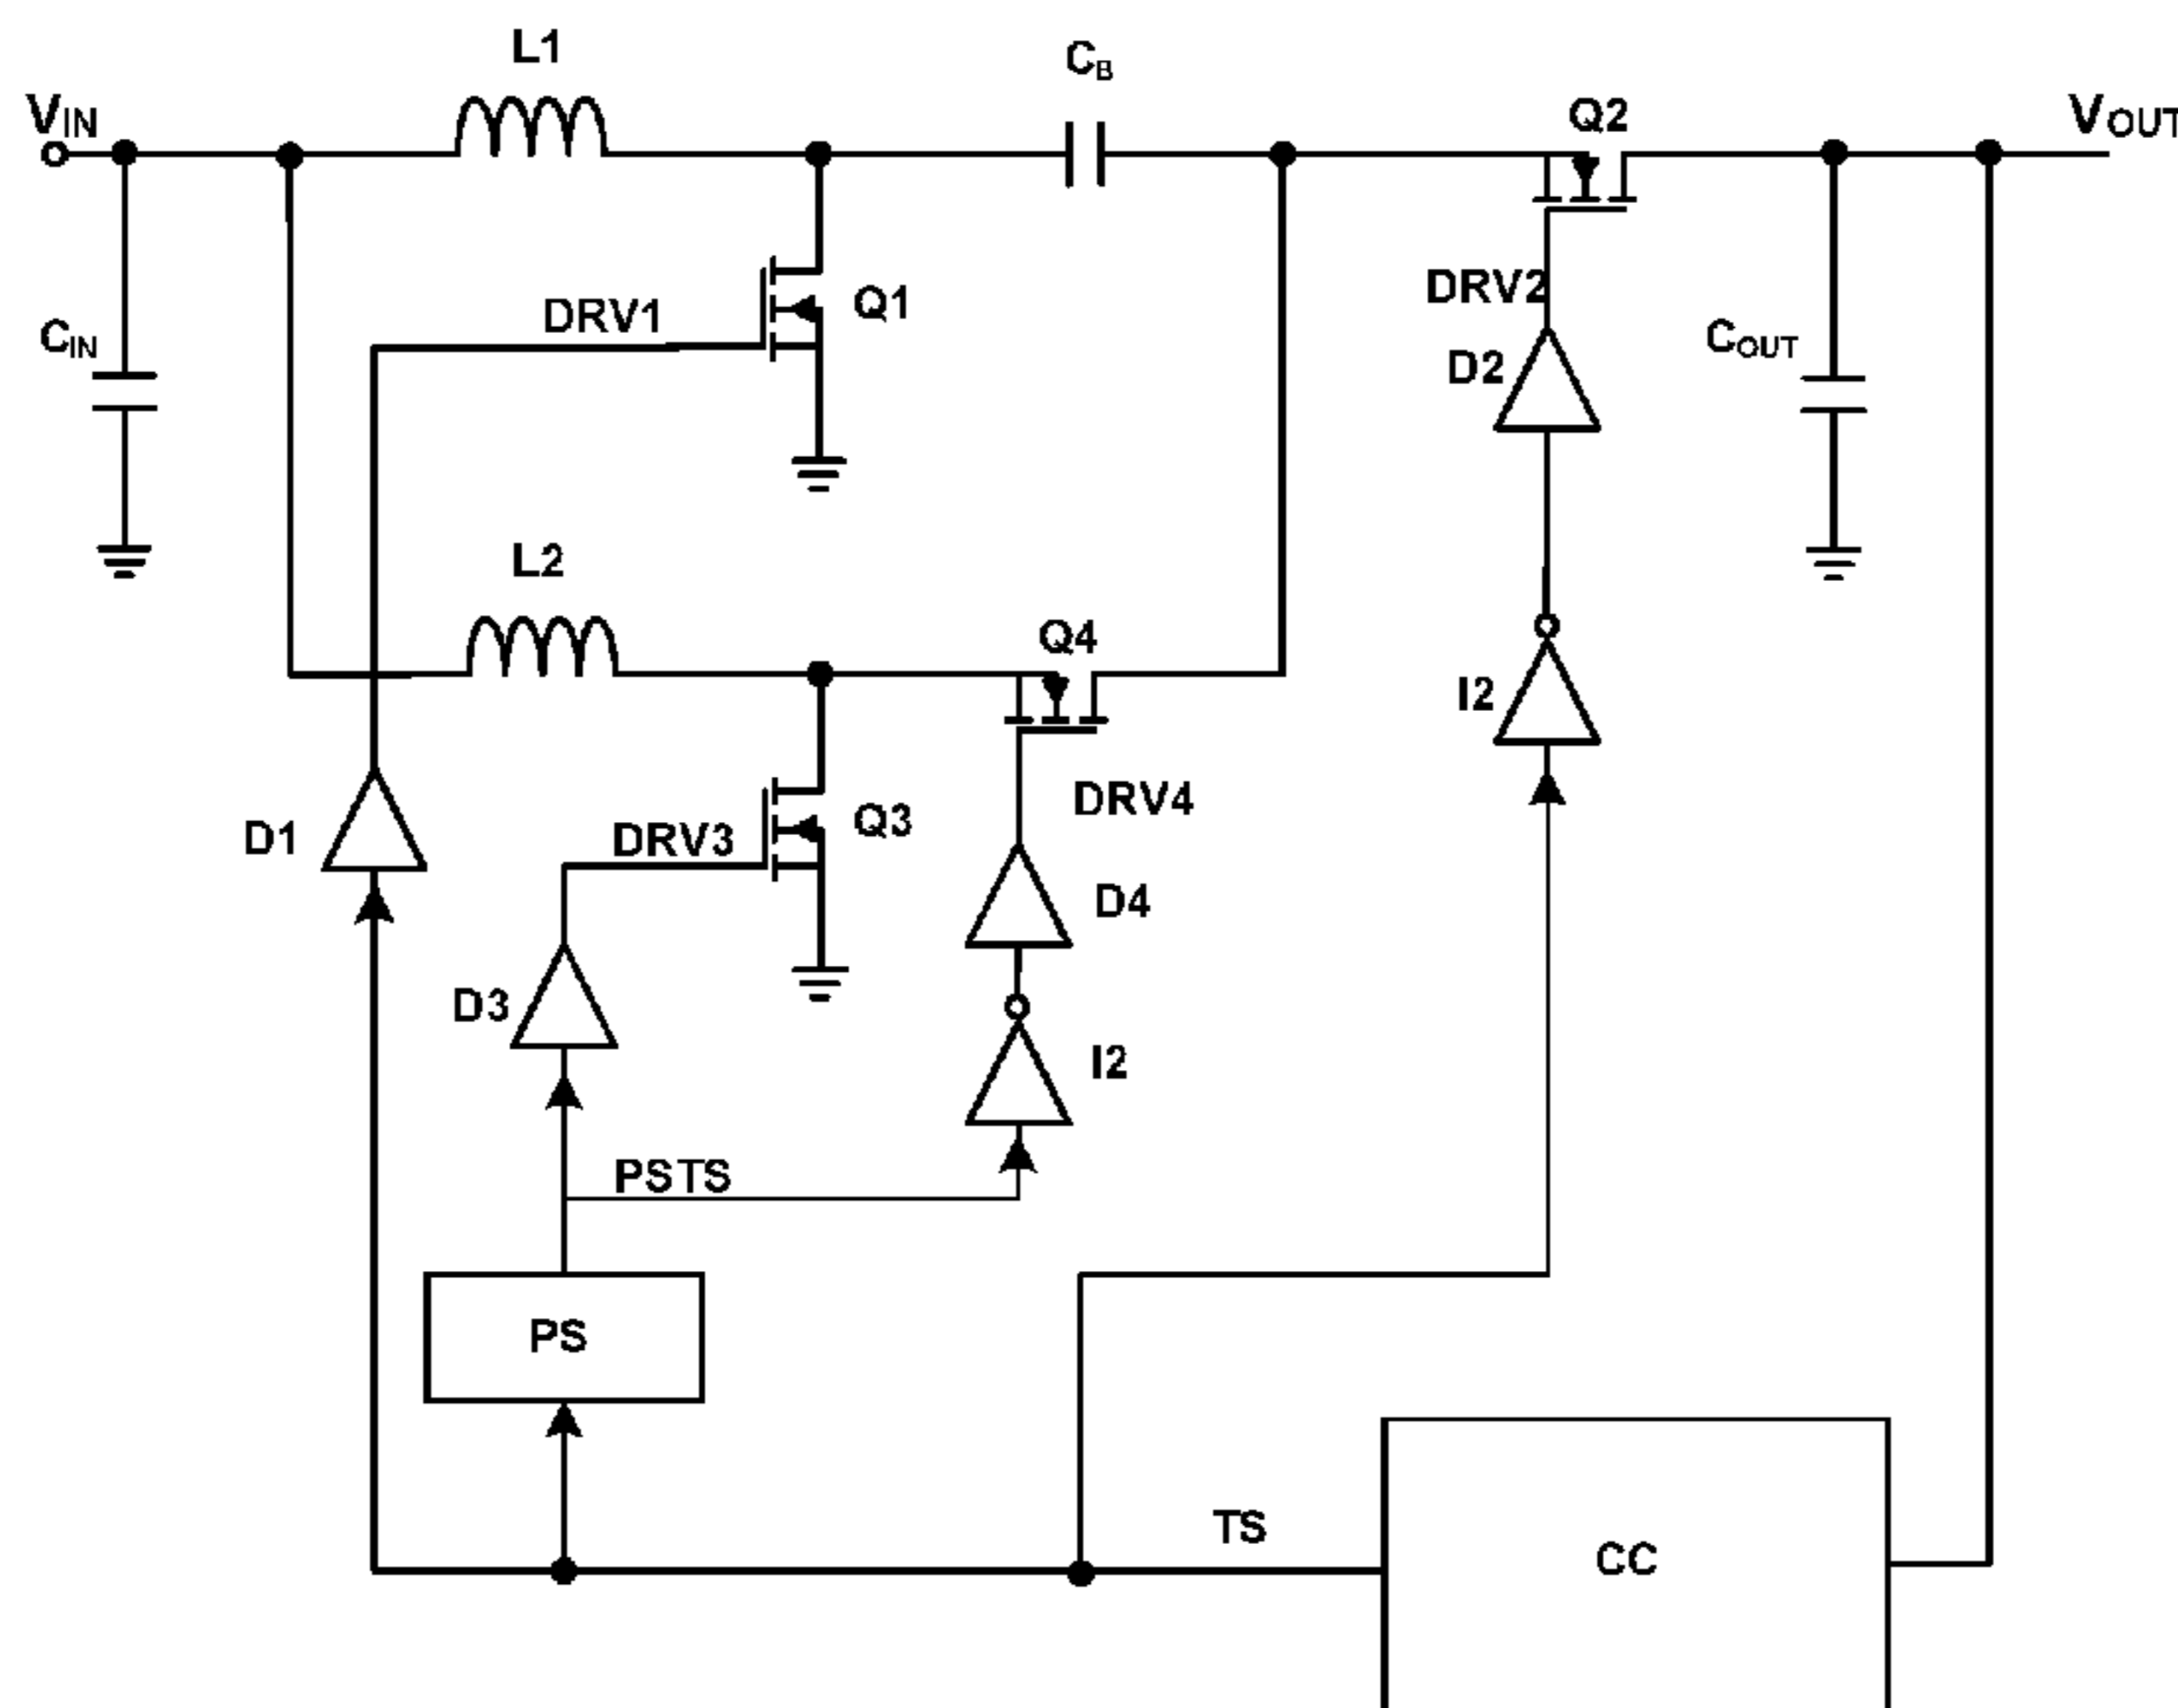 L1
CB
VIN
Q2
VOUT
DRV1
Q1
DRV2
CIN
COUT
D2
L2
Q4
I2
DRV4
D1
DRV3
Q3
D4
D3
I2
PSTS
PS
TS
CC